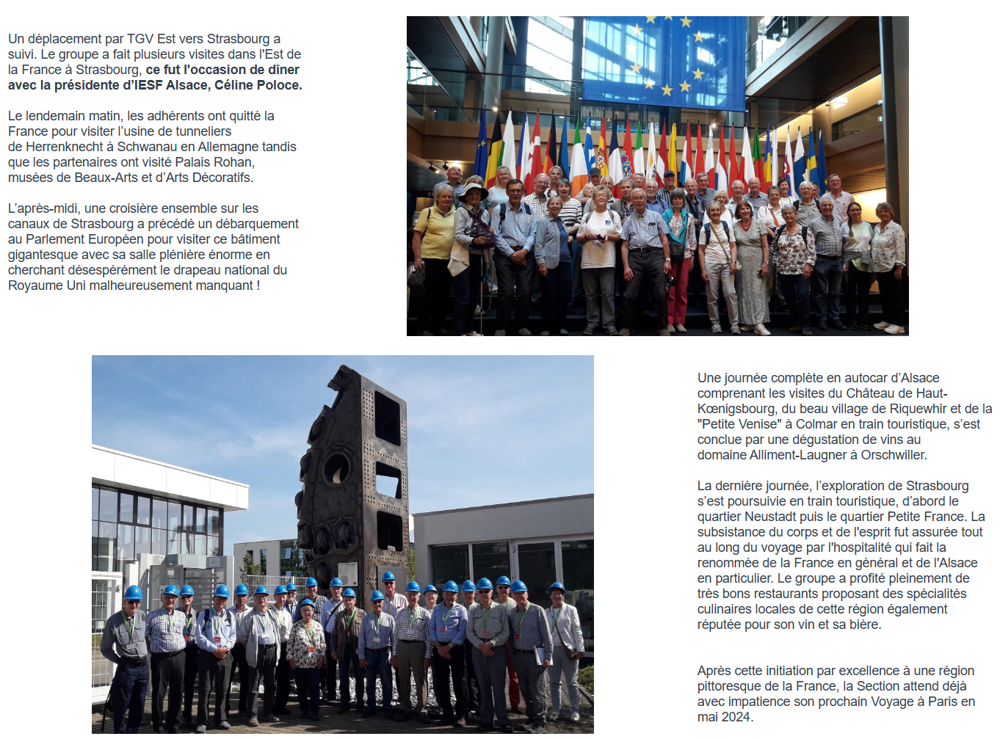 Un déplacement par TGV Est vers Strasbourg a
suivi. Le groupe a fait plusieurs visites dans l'Est de
la France à Strasbourg, ce fut l'occasion de dîner
avec la présidente d’IESF Alsace, Céline Poloce.
Le lendemain matin, les adhérents ont quitté la
France pour visiter l’usine de tunneliers
de Herrenknecht à Schwanau en Allemagne tandis
que les partenaires ont visité Palais Rohan,
musées de Beaux-Arts et d’Arts Décoratifs.
L’après-midi, une croisière ensemble sur les
canaux de Strasbourg a précédé un débarquement
au Parlement Européen pour visiter ce bâtiment
gigantesque avec sa salle plénière énorme en
cherchant désespérément le drapeau national du
Royaume Uni malheureusement manquant !
Une journée complète en autocar d’Alsace
comprenant les visites du Château de Haut-
Kœnigsbourg, du beau village de Riquewhir et de la
"Petite Venise" à Colmar en train touristique, s’est
conclue par une dégustation de vins au
domaine Alliment-Laugner à Orschwiller.
La dernière journée, l’exploration de Strasbourg
s’est poursuivie en train touristique, d’abord le
quartier Neustadt puis le quartier Petite France. La
subsistance du corps et de l'esprit fut assurée tout
au long du voyage par l'hospitalité qui fait la
renommée de la France en général et de l'Alsace
en particulier. Le groupe a profité pleinement de
très bons restaurants proposant des spécialités
culinaires locales de cette région également
réputée pour son vin et sa bière.
Après cette initiation par excellence à une région
pittoresque de la France, la Section attend déjà
avec impatience son prochain Voyage à Paris en
mai 2024.